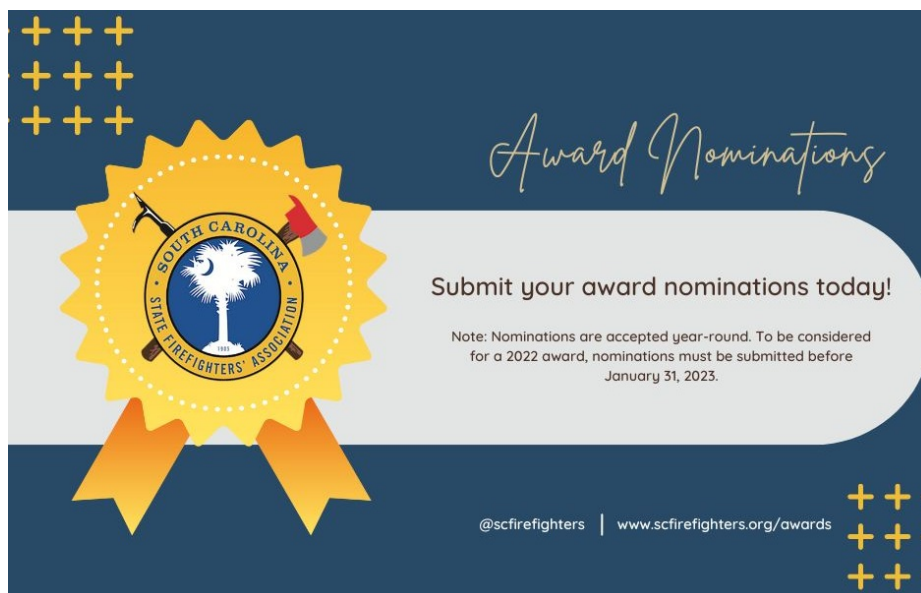 Award Nominations
SOUTH CAROLINA
STATE FIREFIGHTERS' ASSOCIATION
Submit your award nominations today!
Note: Nominations are accepted year-round. To be considered
for a 2022 award, nominations must be submitted before
January 31, 2023.
@scfirefighters | www.scfirefighters.org/awards